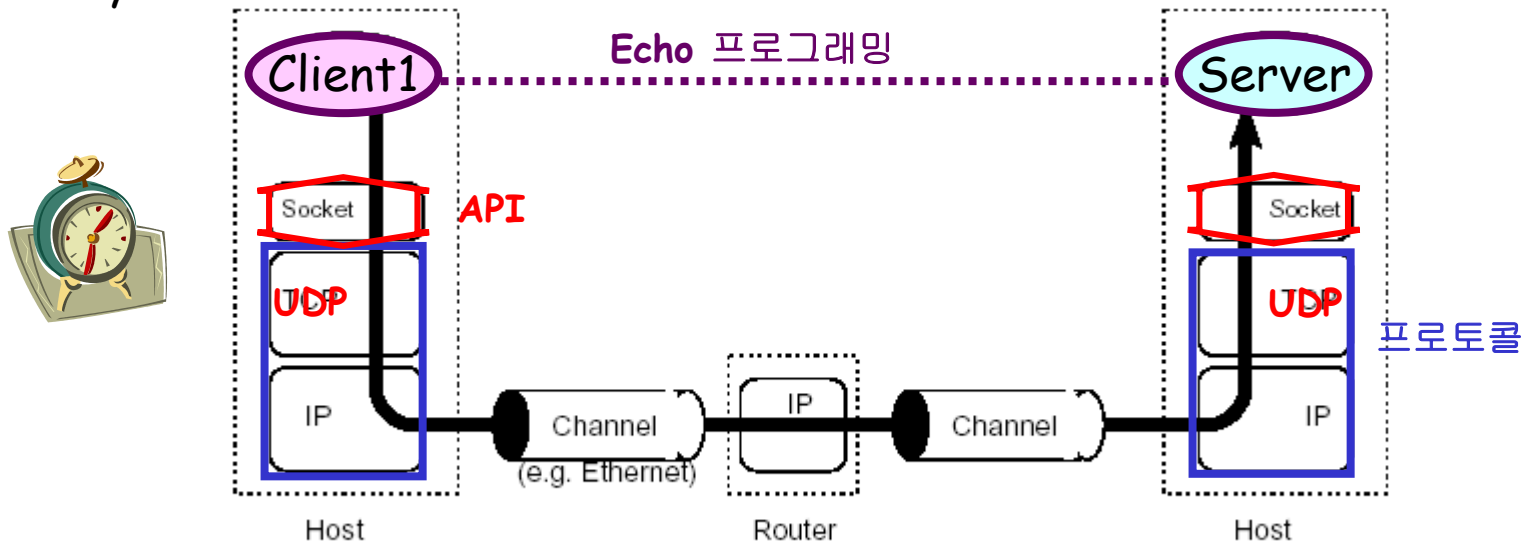 Echo 프로그래밍
Client1
Server
Socket
API
Socket
UDP
UDP
프로토콜
IP
Channel
(e.g. Ethernet)
IP
Channel
IP
Host
Router
Host